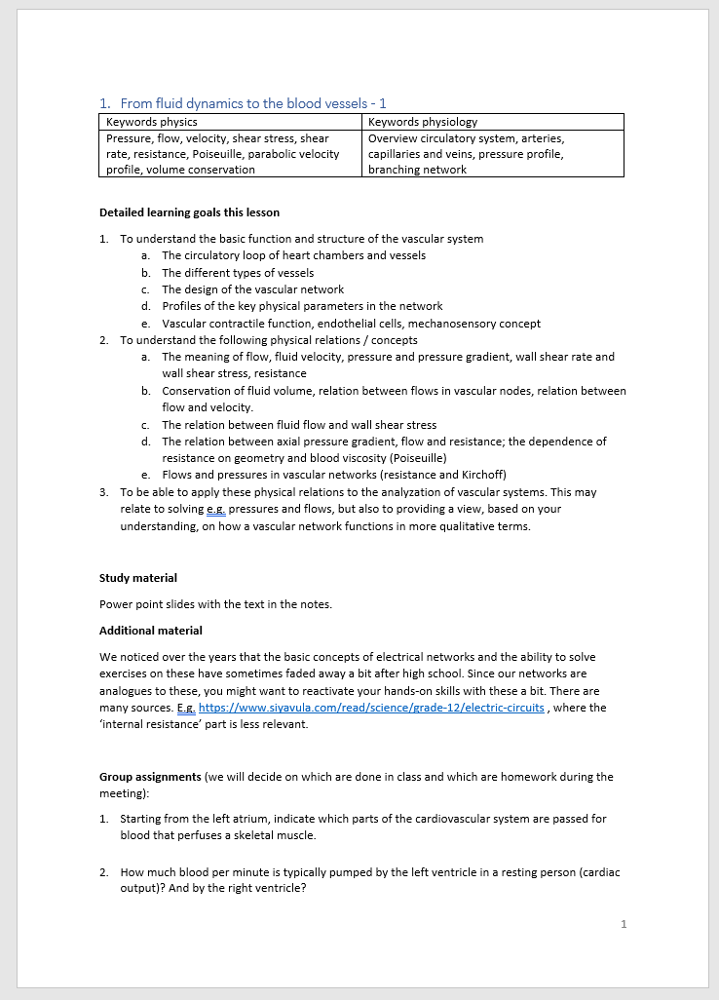 1. From fluid dynamics to the blood vessels - 1
Keywords physics
Keywords physiology
Pressure, flow, velocity, shear stress, shear
rate, resistance, Poiseuille, parabolic velocity
profile, volume conservation
Overview circulatory system, arteries,
capillaries and veins, pressure profile,
branching network
Detailed learning goals this lesson
1. To understand the basic function and structure of the vascular system
a. The circulatory loop of heart chambers and vessels
b. The different types of vessels
c. The design of the vascular network
d. Profiles of the key physical parameters in the network
e. Vascular contractile function, endothelial cells, mechanosensory concept
2. To understand the following physical relations / concepts
a. The meaning of flow, fluid velocity, pressure and pressure gradient, wall shear rate and
wall shear stress, resistance
b. Conservation of fluid volume, relation between flows in vascular nodes, relation between
flow and velocity.
c. The relation between fluid flow and wall shear stress
d. The relation between axial pressure gradient, flow and resistance; the dependence of
resistance on geometry and blood viscosity (Poiseuille)
e. Flows and pressures in vascular networks (resistance and Kirchoff)
3. To be able to apply these physical relations to the analyzation of vascular systems. This may
relate to solving e.g. pressures and flows, but also to providing a view, based on your
understanding, on how a vascular network functions in more qualitative terms.
Study material
Power point slides with the text in the notes.
Additional material
We noticed over the years that the basic concepts of electrical networks and the ability to solve
exercises on these have sometimes faded away a bit after high school. Since our networks are
analogues to these, you might want to reactivate your hands-on skills with these a bit. There are
many sources. E.g. https://www.siyavula.com/read/science/grade-12/electric-circuits , where the
‘internal resistance’ part is less relevant.
Group assignments (we will decide on which are done in class and which are homework during the
meeting):
1. Starting from the left atrium, indicate which parts of the cardiovascular system are passed for
blood that perfuses a skeletal muscle.
2. How much blood per minute is typically pumped by the left ventricle in a resting person (cardiac
output)? And by the right ventricle?
1